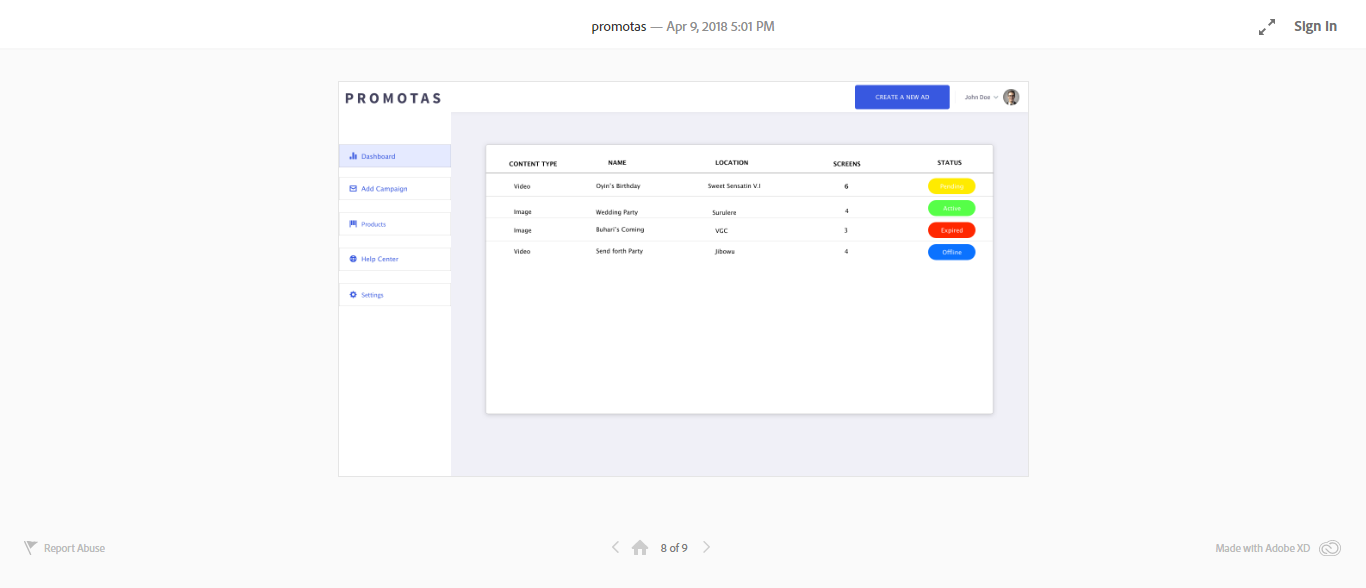 promotas — Apr 9, 2018 5:01 PM
Sign In
PROMOTAS
CREATE A NEW AD
John Doe
Dashboard
Add Campaign
Products
Help Center
Settings
CONTENT TYPE NAME LOCATION SCREENS STATUS
Video Oyin's Birthday Sweet Sensatin V.I 6 Pending
Image Wedding Party Surulere 4 Active
Image Buhari's Coming VGC 3 Expired
Video Send forth Party Jibowu 4 Offline
Report Abuse
8 of 9
Made with Adobe XD